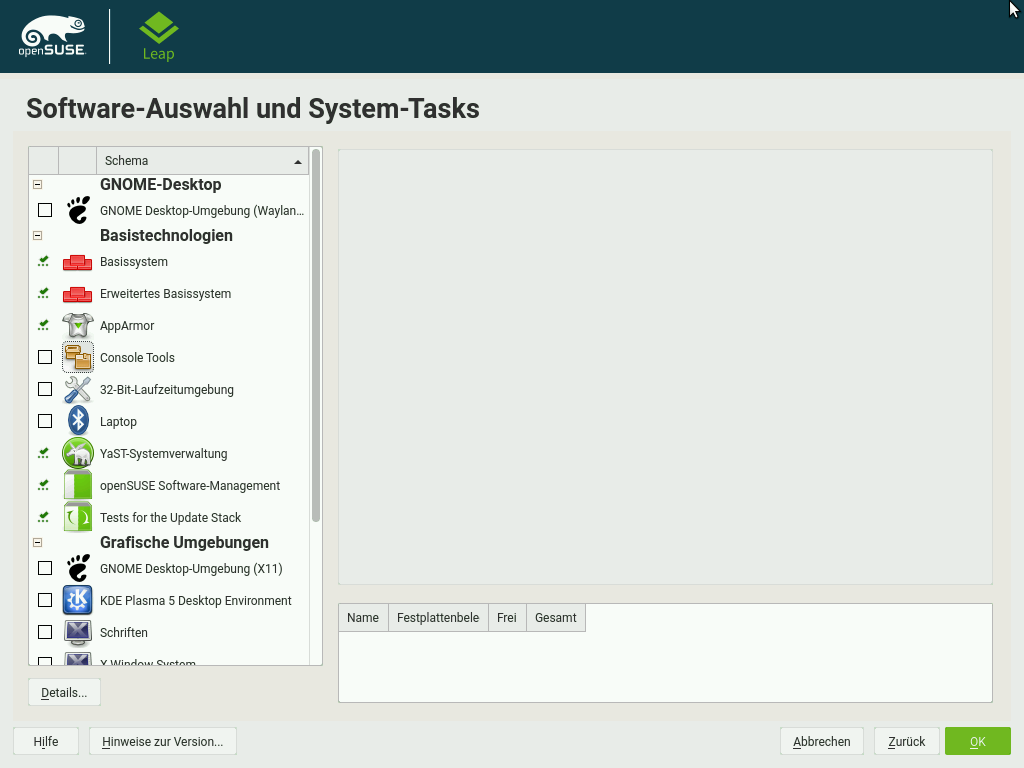 openSUSE
Leap
Software-Auswahl und System-Tasks
Schema
GNOME-Desktop
GNOME Desktop-Umgebung (Waylan...
Basistechnologien
Basissystem
Erweitertes Basissystem
AppArmor
Console Tools
32-Bit-Laufzeitumgebung
Laptop
YaST-Systemverwaltung
openSUSE Software-Management
Tests for the Update Stack
Grafische Umgebungen
GNOME Desktop-Umgebung (X11)
KDE Plasma 5 Desktop Environment
Schriften
X Window System
Name Festplattenbele Frei Gesamt
Details...
Hilfe Hinweise zur Version... Abbrechen Zurück OK